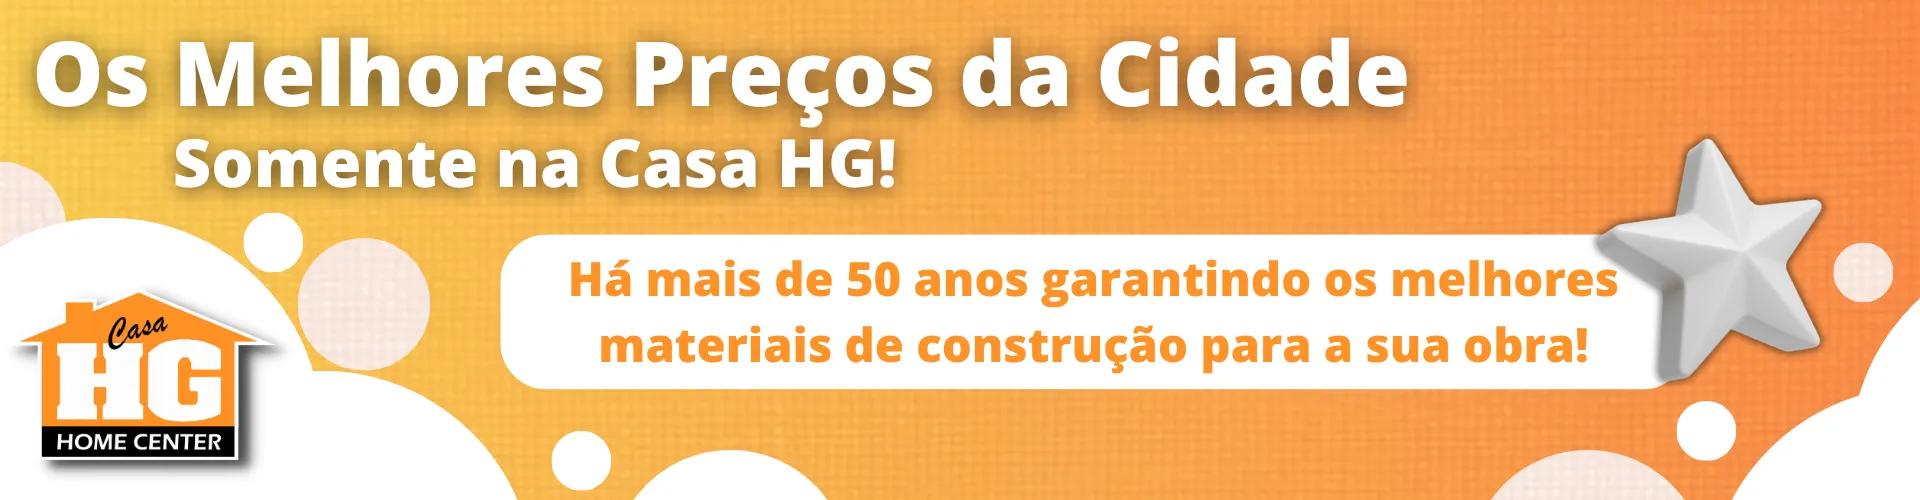 Os Melhores Preços da Cidade
Somente na Casa HG!
Há mais de 50 anos garantindo os melhores
materiais de construção para a sua obra!
Casa
HG
HOME CENTER